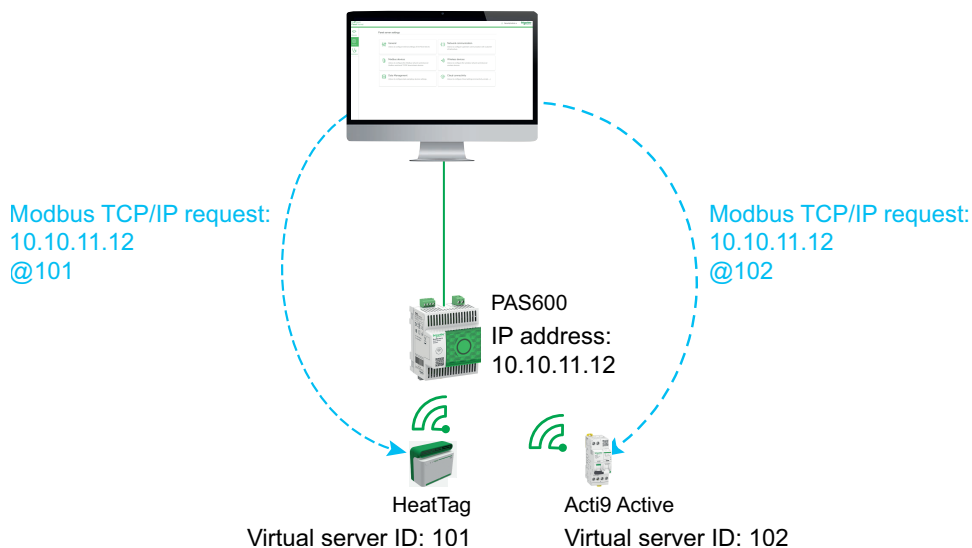 Modbus TCP/IP request:
10.10.11.12
@101
Modbus TCP/IP request:
10.10.11.12
@102
PAS600
IP address:
10.10.11.12
HeatTag
Virtual server ID: 101
Acti9 Active
Virtual server ID: 102